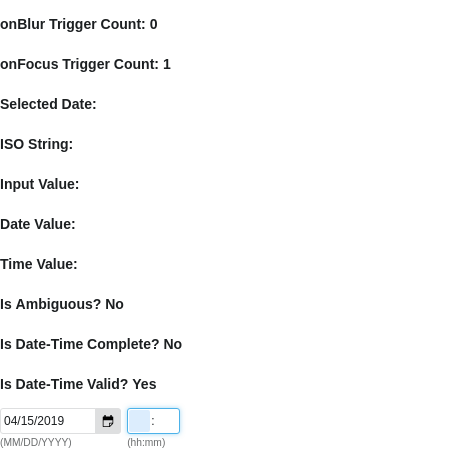 onBlur Trigger Count: 0
onFocus Trigger Count: 1
Selected Date:
ISO String:
Input Value:
Date Value:
Time Value:
Is Ambiguous? No
Is Date-Time Complete? No
Is Date-Time Valid? Yes
04/15/2019 :
(MM/DD/YYYY) (hh:mm)